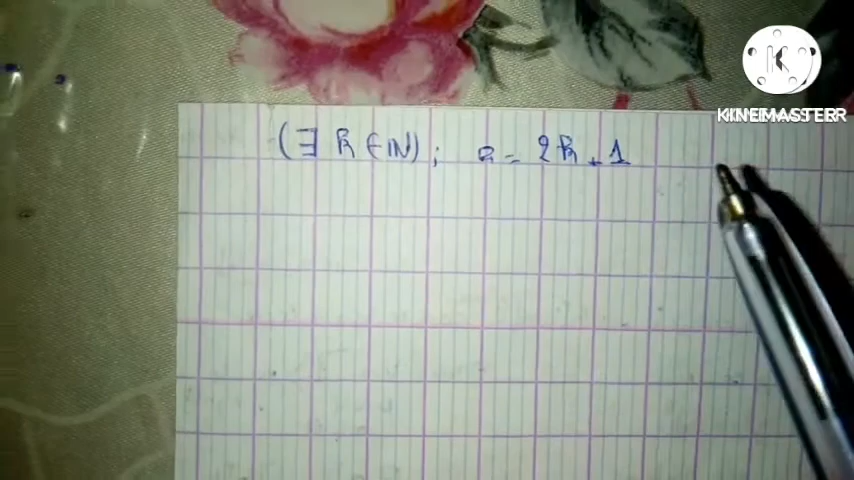 (∃ k ∈ ℕ) ; a = 2k + 1
KINEMASTER